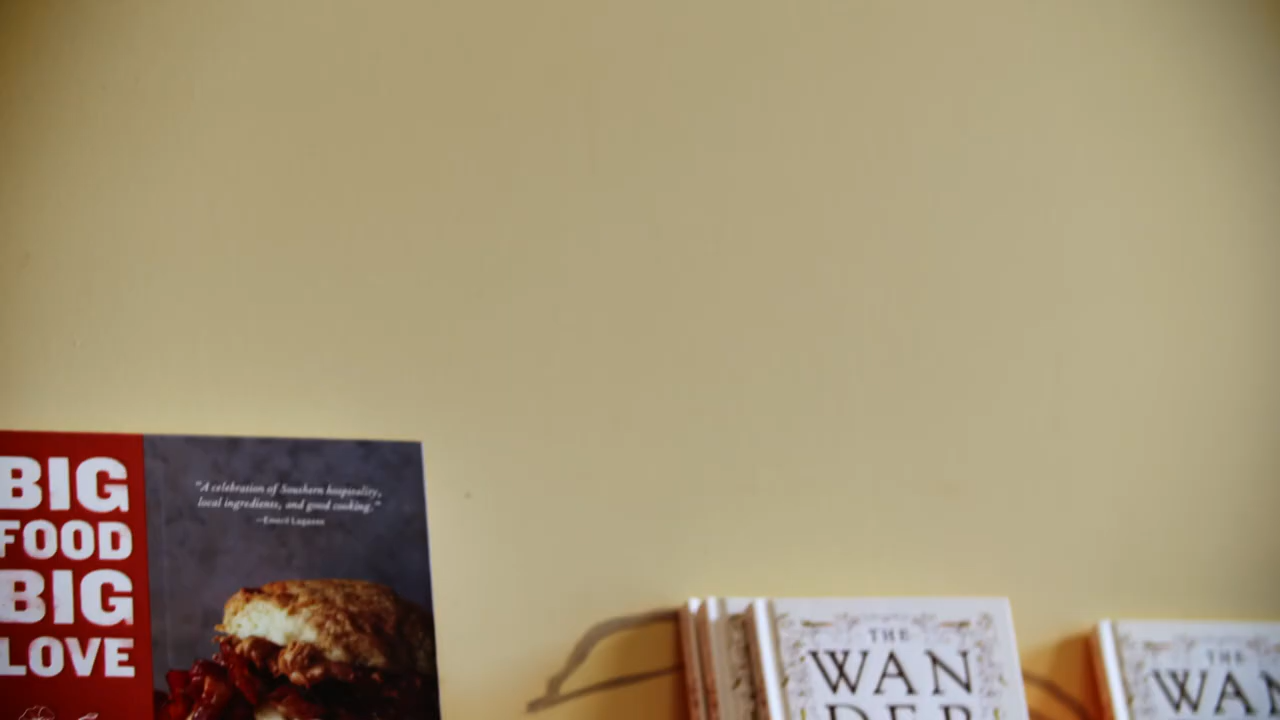 BIG
FOOD
BIG
LOVE
"A celebration of Southern hospitality,
local ingredients, and good cooking."
—Emeril Lagasse
THE
WAN
DER
THE
WAN